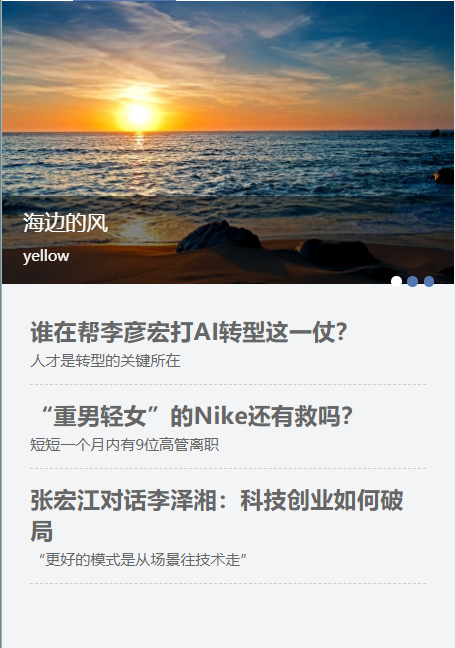 海边的风
yellow
谁在帮李彦宏打AI转型这一仗？
人才是转型的关键所在
“重男轻女”的Nike还有救吗？
短短一个月内有9位高管离职
张宏江对话李泽湘：科技创业如何破
局
“更好的模式是从场景往技术走”